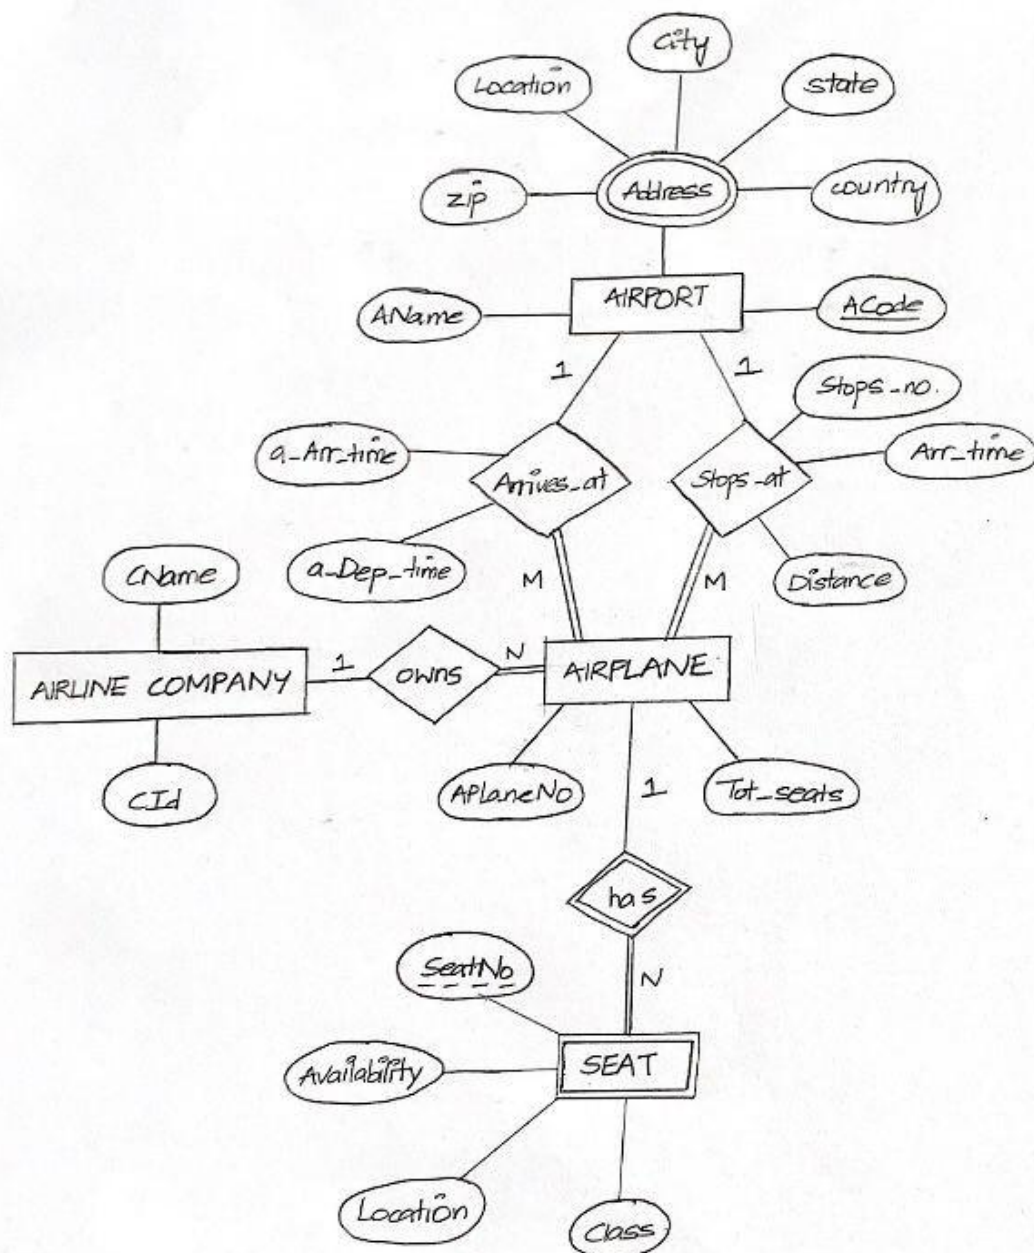 City
Location
state
Address
zip
country
AIRPORT
AName
ACode
1
1
Stops_no.
a_Arr_time
Arrives_at
Stops_at
Arr_time
a_Dep_time
CName
M
M
Distance
AIRLINE COMPANY
1
owns
N
AIRPLANE
CId
APlaneNo
1
Tot_seats
has
SeatNo
N
Availability
SEAT
Location
Class